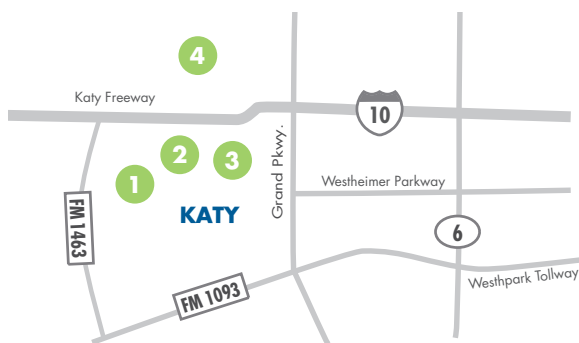 4
Katy Freeway
10
2
3
1
Grand Pkwy.
Westheimer Parkway
KATY
FM 1463
6
Westpark Tollway
FM 1093